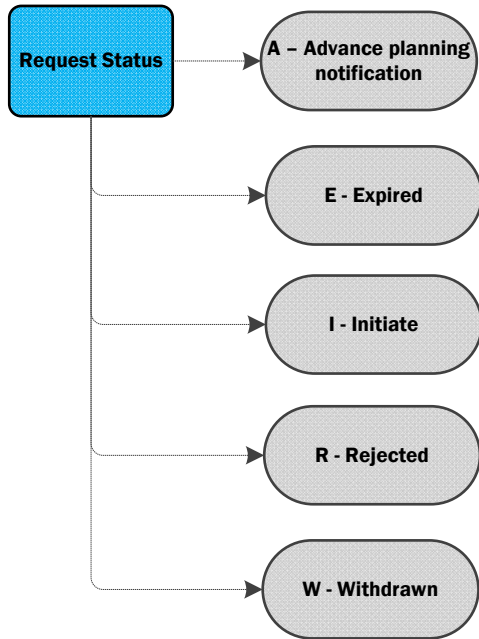 Request Status
A – Advance planning
notification
E - Expired
I - Initiate
R - Rejected
W - Withdrawn